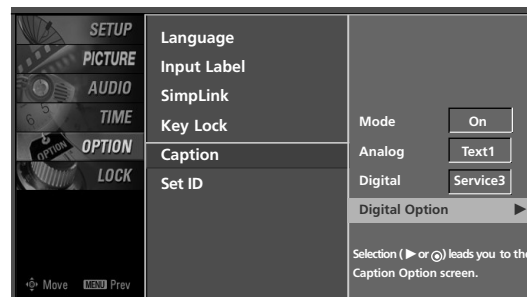 SETUP
PICTURE
AUDIO
TIME
OPTION
LOCK
Move MENU Prev
Language
Input Label
SimpLink
Key Lock
Caption
Set ID
Mode On
Analog Text1
Digital Service3
Digital Option ▶
Selection ( ▶ or ◉) leads you to the
Caption Option screen.